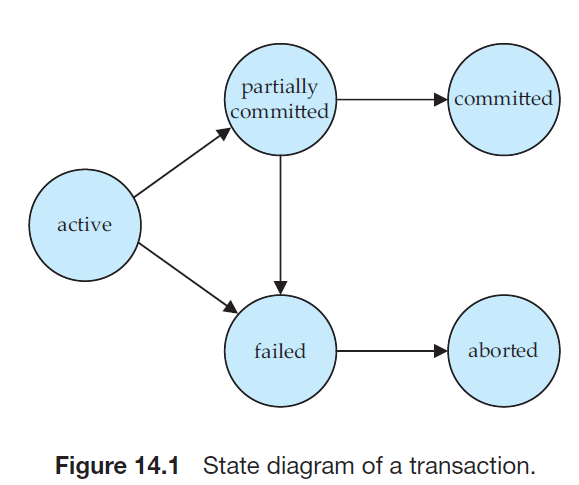 partially
committed
committed
active
failed
aborted
Figure 14.1 State diagram of a transaction.